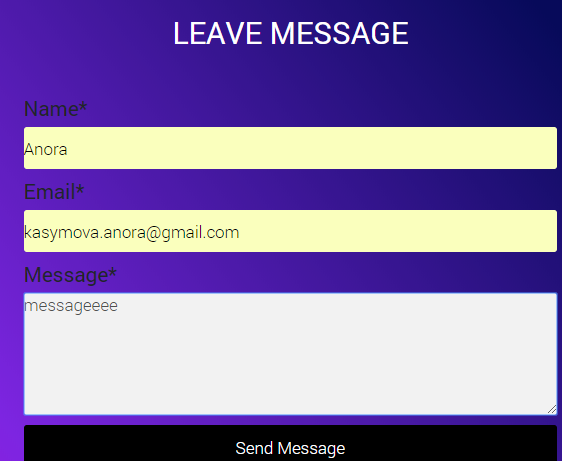 LEAVE MESSAGE
Name*
Anora
Email*
kasymova.anora@gmail.com
Message*
messageeee
Send Message